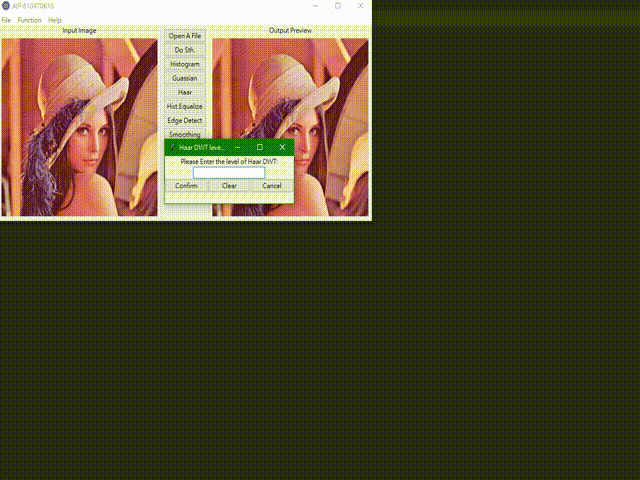 AIP 61047061S
File Function Help
Input Image
Output Preview
Open A File
Do Sth.
Histogram
Guassian
Haar
Hist.Equalize
Edge Detect
Smoothing
Haar DWT leve...
Please Enter the level of Haar DWT:
Confirm Clear Cancel